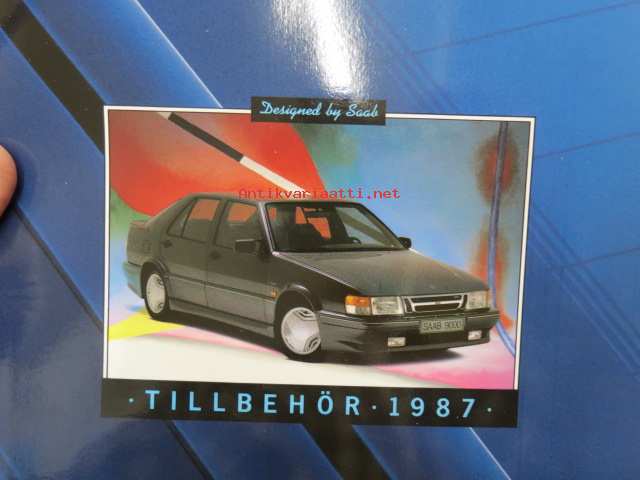 Designed by Saab
Antikvariaatti.net
SAAB 9000
· TILLBEHÖR · 1987 ·